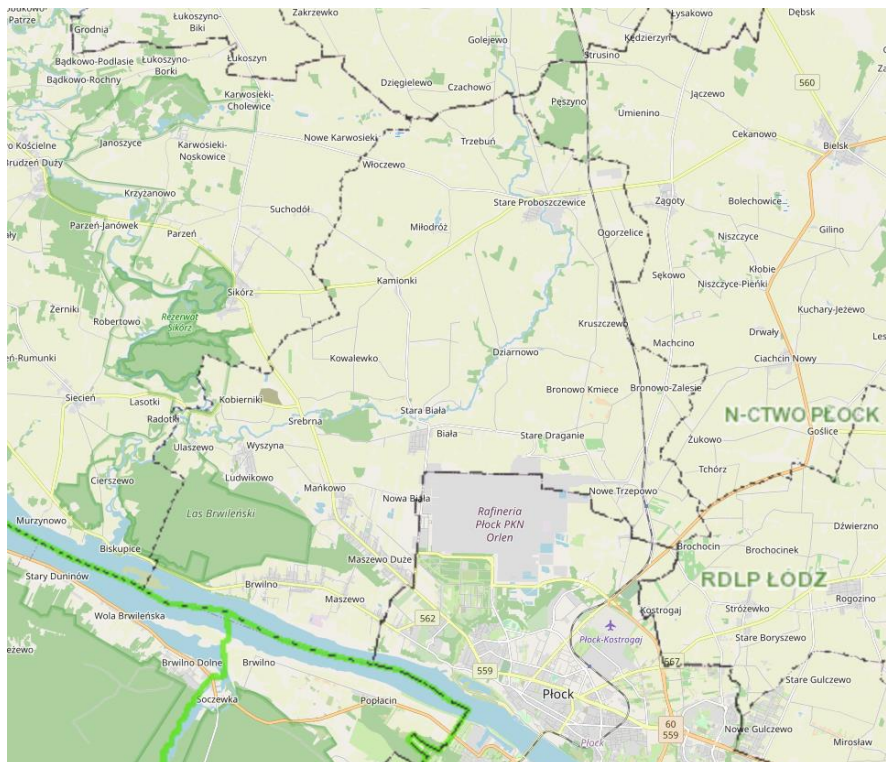 Patrze
Grodnia
Łukoszyno-
Biki
Zakrzewko
Golejewo
Łysakowo
Kędzierzyn
Dębsk
Strusino
Bądkowo-Podlasie
Łukoszyno-
Borki
Łukoszyn
Bądkowo-Rochny
Dzięgielewo
Czachowo
560
Karwosieki-
Cholewice
Pęszyno
Jączewo
Umienino
Janoszyce
Karwosieki-
Noskowice
Nowe Karwosieki
Trzebuń
Cekanowo
Bielsk
Kościelne
Brudzeń Duży
Włoczewo
Krzyżanowo
Suchodół
Stare Proboszczewice
Zągoty
Bolechowice
Parzeń-Janówek
Parzeń
Miłodróż
Ogorzelice
Niszczyce
Gilino
Sękowo
Kłobie
Niszczyce-Pieńki
Sikórz
Kamionki
Żerniki
Robertowo
Rezerwat
Sikórz
Kruszczewo
Kuchary-Jeżewo
Drwały
Machcino
Kowalewko
Dziarnowo
Ciachcin Nowy
Siecień
Lasotki
Kobierniki
Bronowo Kmiece
Bronowo-Zalesie
Radotki
Srebrna
Stara Biała
N-CTWO PŁOCK
Goślice
Ulaszewo
Wyszyna
Biała
Stare Draganie
Żukowo
Tchórz
Cierszewo
Ludwikowo
Mańkowo
Nowa Biała
Nowe Trzepowo
Las Brwileński
Rafineria
Płock PKN
Orlen
Murzynowo
Dźwierzno
Biskupice
Maszewo Duże
Brochocin
Brochocinek
Stary Duninów
Brwilno
RDLP ŁÓDŹ
Rogozino
Maszewo
Wola Brwileńska
562
Kostrogaj
Stróżewko
Płock-Kostrogaj
Stare Boryszewo
Brwilno Dolne
Brwilno
559
567
Stare Gulczewo
Soczewka
Popłacin
Płock
60
559
Nowe Gulczewo
Płock
Mirosław